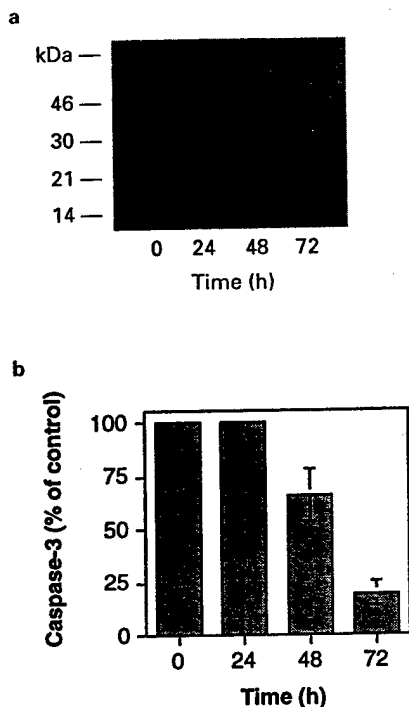 a
kDa —
46 —
30 —
21 —
14 —
0 24 48 72
Time (h)
b
Caspase-3 (% of control)
100
75
50
25
0
0 24 48 72
Time (h)